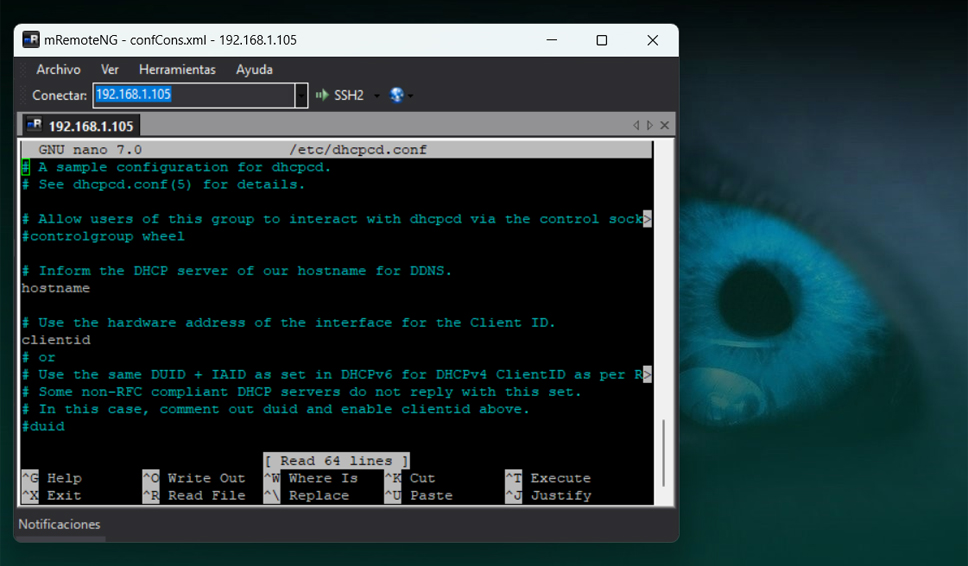 mRemoteNG - confCons.xml - 192.168.1.105
Archivo Ver Herramientas Ayuda
Conectar: 192.168.1.105 SSH2
192.168.1.105
GNU nano 7.0 /etc/dhcpcd.conf
# A sample configuration for dhcpcd.
# See dhcpcd.conf(5) for details.
# Allow users of this group to interact with dhcpcd via the control sock>
#controlgroup wheel
# Inform the DHCP server of our hostname for DDNS.
hostname
# Use the hardware address of the interface for the Client ID.
clientid
# or
# Use the same DUID + IAID as set in DHCPv6 for DHCPv4 ClientID as per R>
# Some non-RFC compliant DHCP servers do not reply with this set.
# In this case, comment out duid and enable clientid above.
#duid
[ Read 64 lines ]
^G Help ^O Write Out ^W Where Is ^K Cut ^T Execute
^X Exit ^R Read File ^\ Replace ^U Paste ^J Justify
Notificaciones